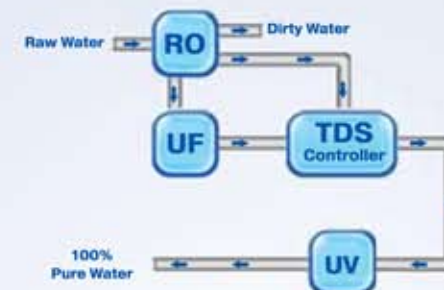 Raw Water
RO
Dirty Water
UF
TDS
Controller
100%
Pure Water
UV